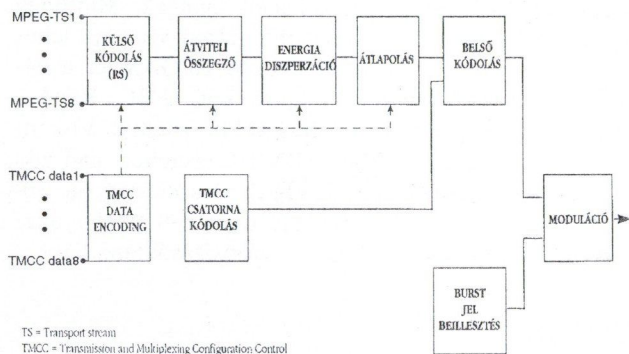 MPEG-TS1
MPEG-TS8
KÜLSŐ
KÓDOLÁS
(RS)
ÁTVITELI
ÖSSZEGZŐ
ENERGIA
DISZPERZÁCIÓ
ÁTLAPOLÁS
BELSŐ
KÓDOLÁS
TMCC data1
TMCC data8
TMCC
DATA
ENCODING
TMCC
CSATORNA
KÓDOLÁS
MODULÁCIÓ
BURST
JEL
BEILLESZTÉS
TS = Transport stream
TMCC = Transmission and Multiplexing Configuration Control